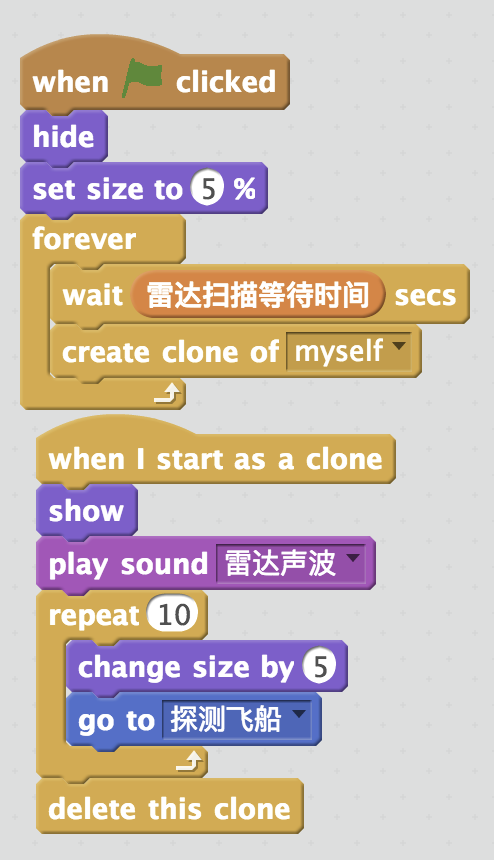 when clicked
hide
set size to 5 %
forever
wait 雷达扫描等待时间 secs
create clone of myself
when I start as a clone
show
play sound 雷达声波
repeat 10
change size by 5
go to 探测飞船
delete this clone